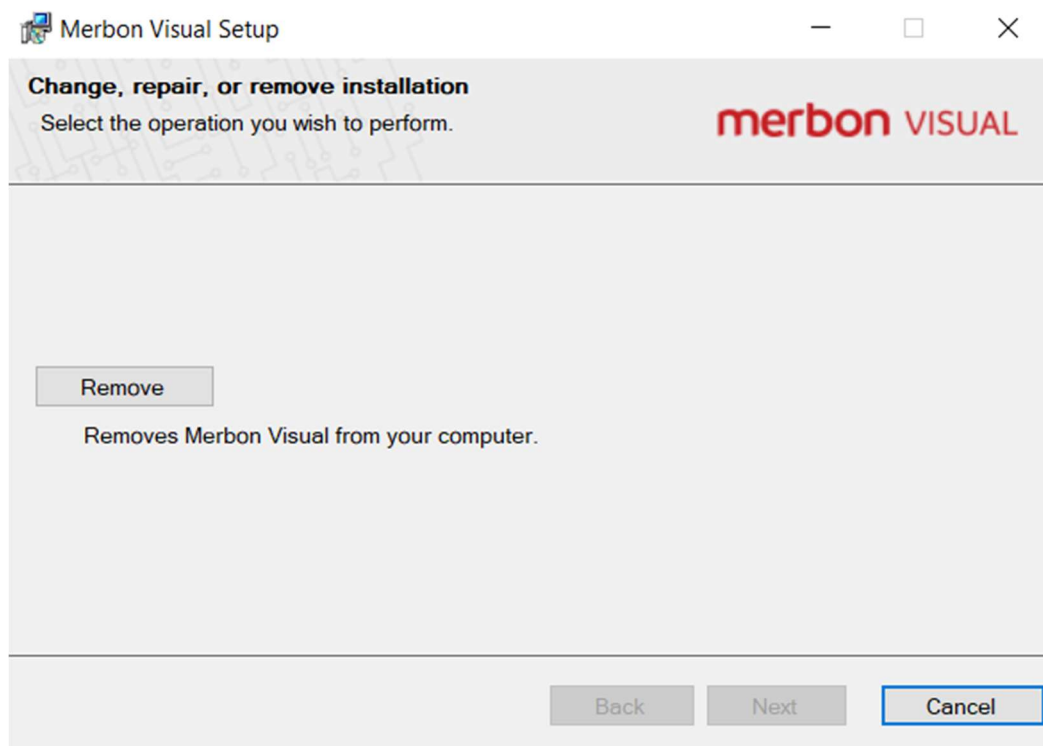 Merbon Visual Setup
Change, repair, or remove installation
Select the operation you wish to perform.
merbon VISUAL
Remove
Removes Merbon Visual from your computer.
Back Next Cancel